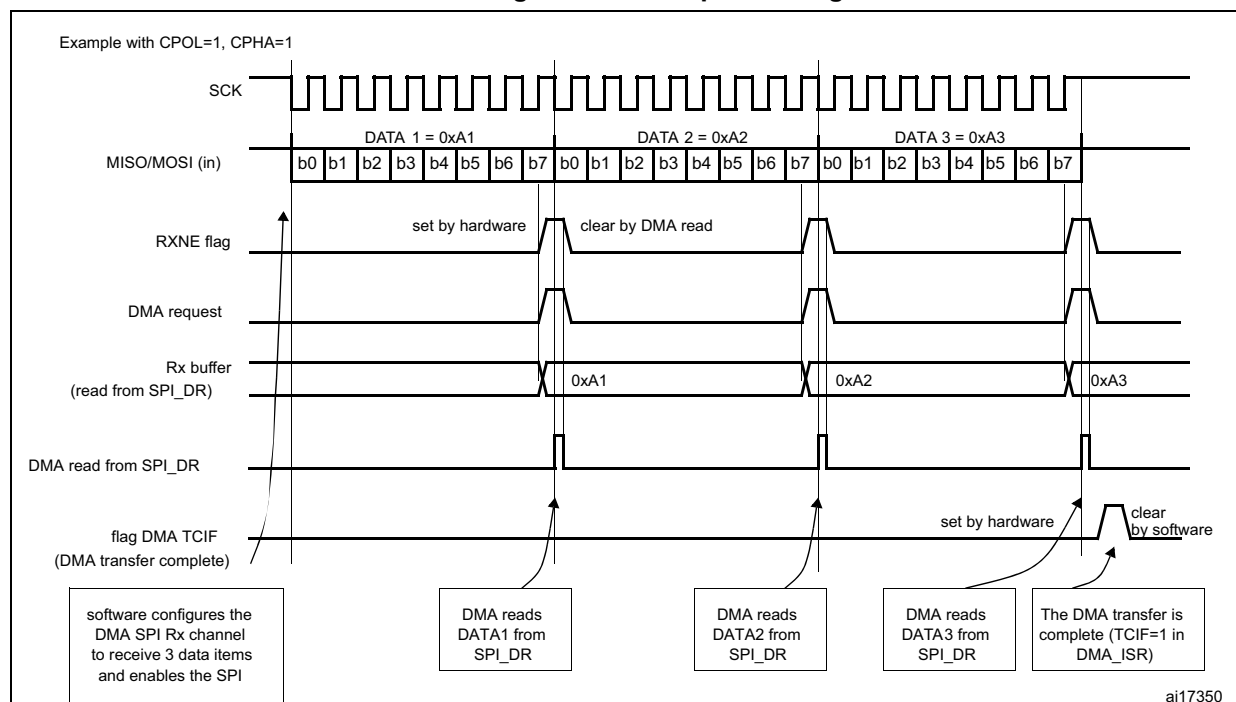 Example with CPOL=1, CPHA=1
SCK
DATA 1 = 0xA1
DATA 2 = 0xA2
DATA 3 = 0xA3
MISO/MOSI (in)
b0 b1 b2 b3 b4 b5 b6 b7 b0 b1 b2 b3 b4 b5 b6 b7 b0 b1 b2 b3 b4 b5 b6 b7
set by hardware
clear by DMA read
RXNE flag
DMA request
Rx buffer
(read from SPI_DR)
0xA1
0xA2
0xA3
DMA read from SPI_DR
flag DMA TCIF
(DMA transfer complete)
set by hardware
clear
by software
software configures the
DMA SPI Rx channel
to receive 3 data items
and enables the SPI
DMA reads
DATA1 from
SPI_DR
DMA reads
DATA2 from
SPI_DR
DMA reads
DATA3 from
SPI_DR
The DMA transfer is
complete (TCIF=1 in
DMA_ISR)
ai17350